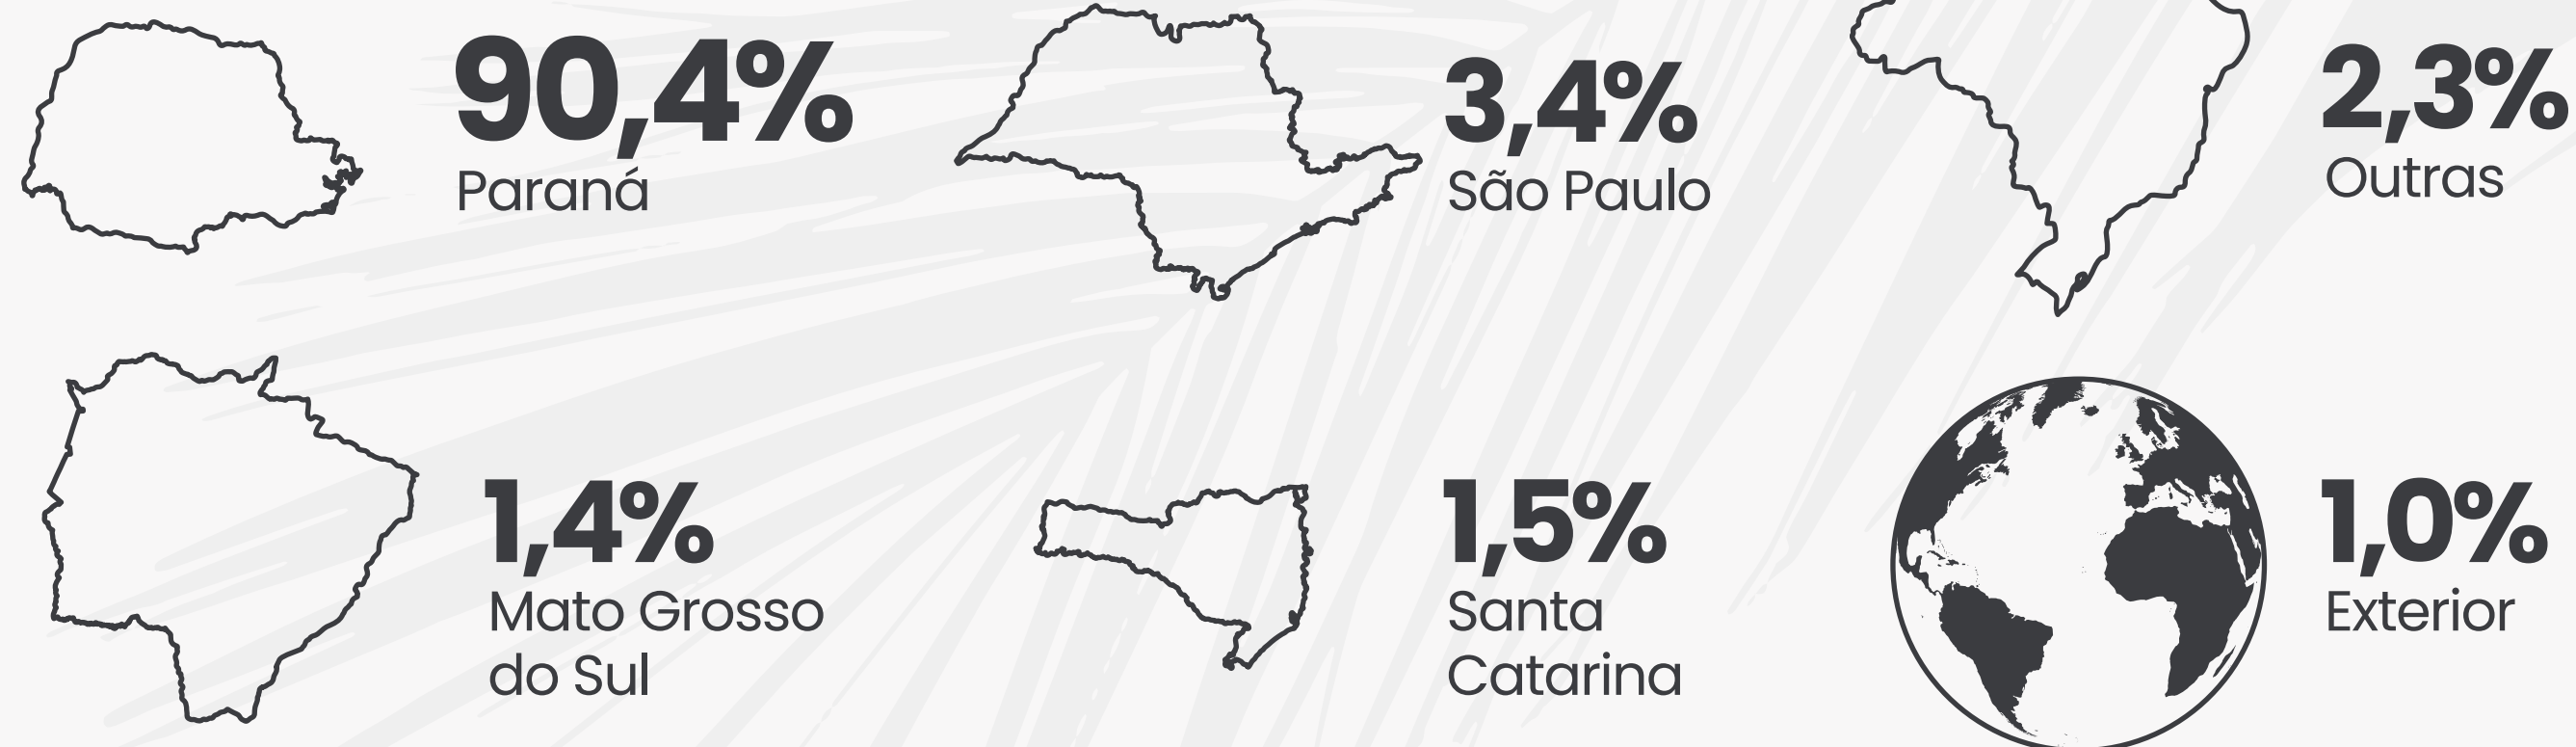 90,4%
Paraná
3,4%
São Paulo
2,3%
Outras
1,4%
Mato Grosso
do Sul
1,5%
Santa
Catarina
1,0%
Exterior